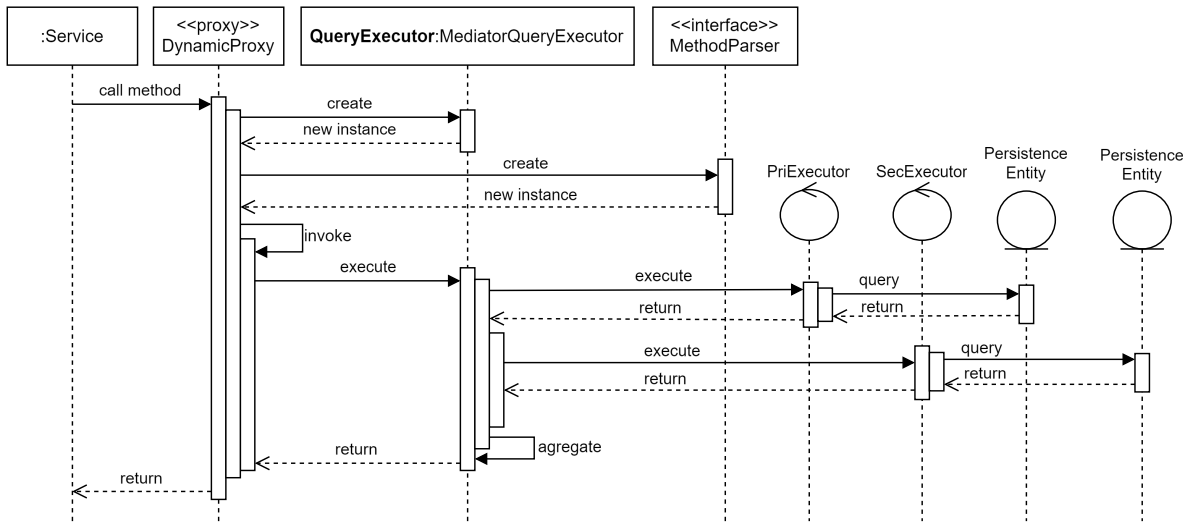 :Service
<<proxy>>
DynamicProxy
QueryExecutor:MediatorQueryExecutor
<<interface>>
MethodParser
call method
create
new instance
create
new instance
PriExecutor
SecExecutor
Persistence
Entity
Persistence
Entity
invoke
execute
execute
query
return
return
execute
query
return
return
agregate
return
return